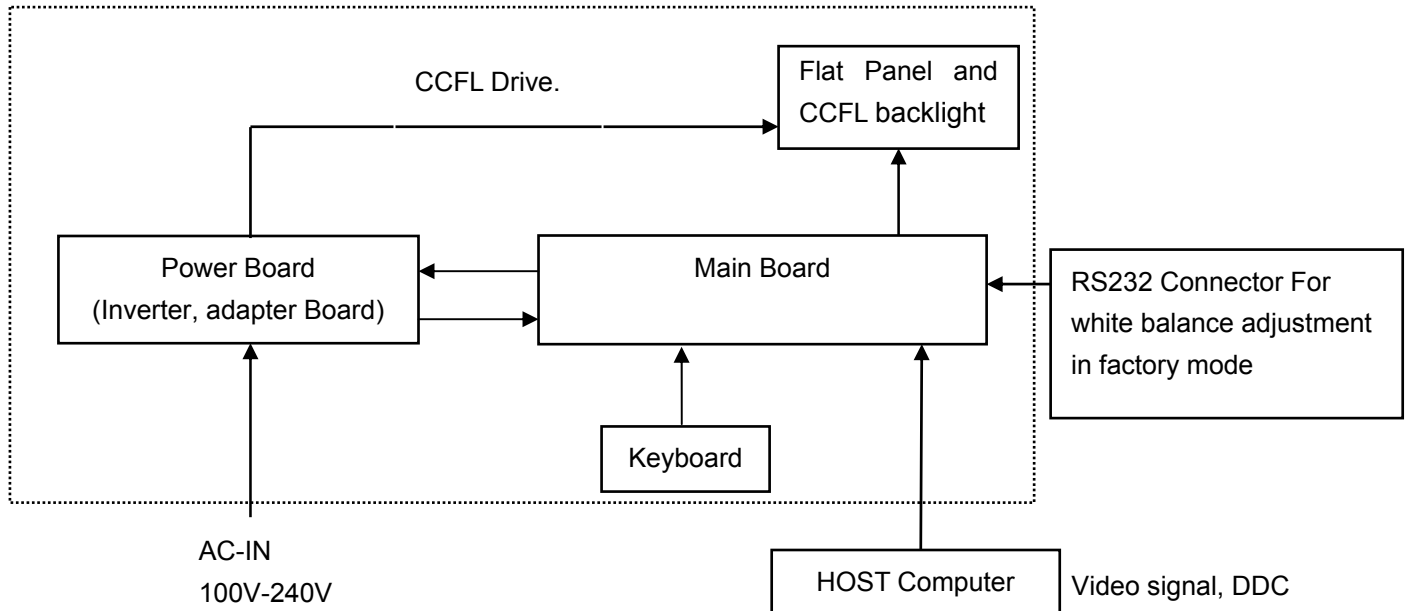 CCFL Drive.
Flat Panel and
CCFL backlight
Power Board
(Inverter, adapter Board)
Main Board
RS232 Connector For
white balance adjustment
in factory mode
Keyboard
AC-IN
100V-240V
HOST Computer
Video signal, DDC